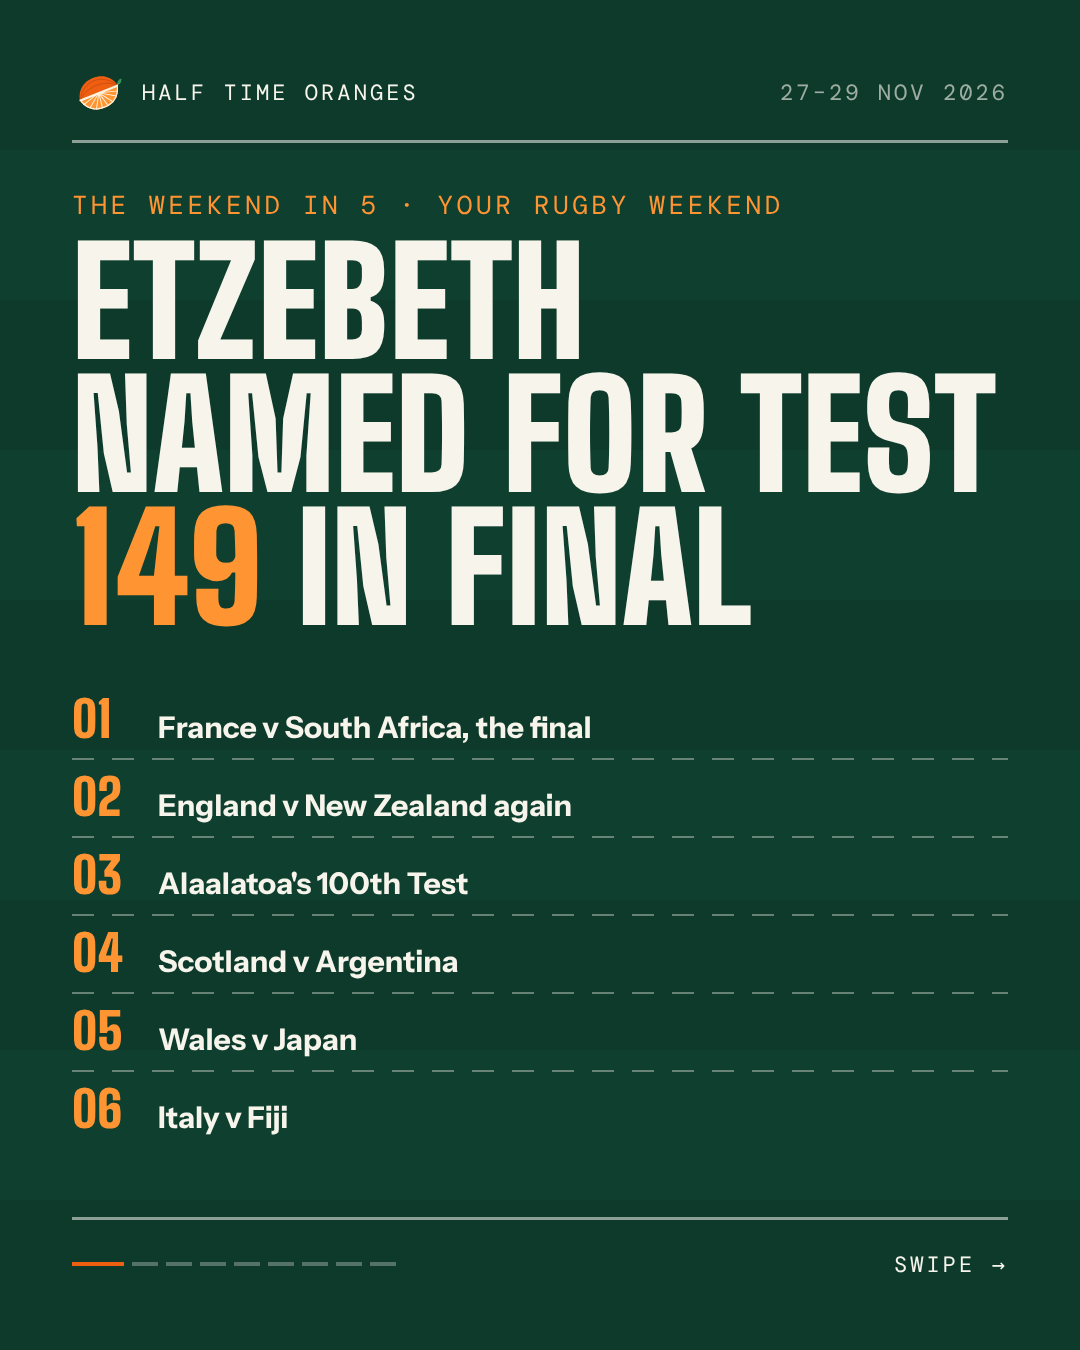 HALF TIME ORANGES
27–29 NOV 2026
THE WEEKEND IN 5 · YOUR RUGBY WEEKEND
ETZEBETH
NAMED FOR TEST
149 IN FINAL
01 France v South Africa, the final
02 England v New Zealand again
03 Alaalatoa's 100th Test
04 Scotland v Argentina
05 Wales v Japan
06 Italy v Fiji
SWIPE →